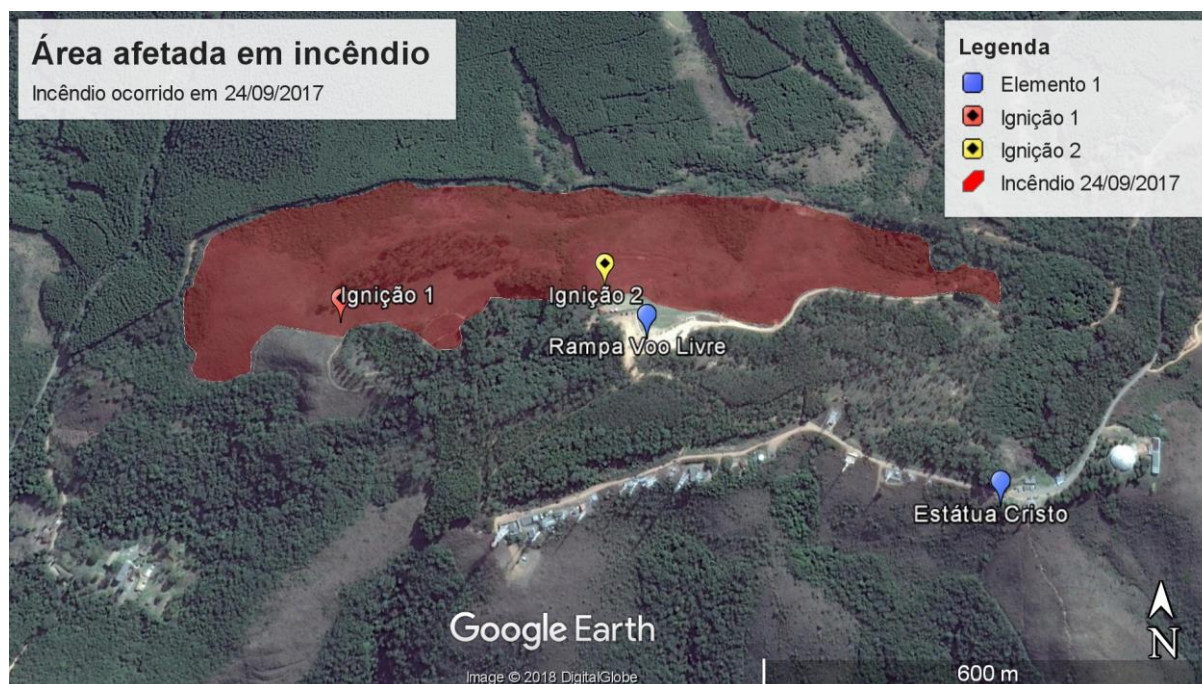 Área afetada em incêndio
Incêndio ocorrido em 24/09/2017
Legenda
Elemento 1
Ignição 1
Ignição 2
Incêndio 24/09/2017
Ignição 1
Ignição 2
Rampa Voo Livre
Estátua Cristo
Google Earth
N
Image © 2018 DigitalGlobe
600 m